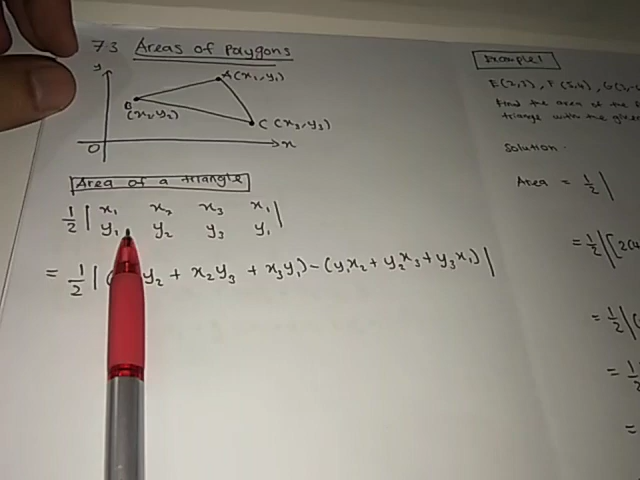 7.3 Areas of Polygons
y
A(x₁,y₁)
B
(x₂,y₂)
C (x₃,y₃)
O
x
Area of a triangle
1/2 | x₁ x₂ x₃ x₁ |
y₁ y₂ y₃ y₁
= 1/2 | ( y₂ + x₂y₃ + x₃y₁) - (y₁x₂ + y₂x₃ + y₃x₁) |
Example 1
E(2,3), F(5,4), G(
Find the area of the
triangle with the
Solution.
Area = 1/2 |
= 1/2 | [2(
= 1/2 | (
= 1/2
=